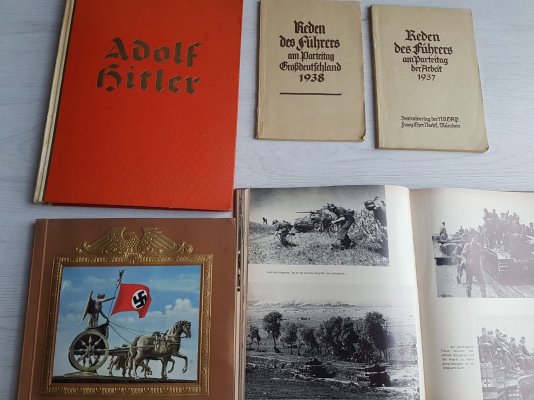 Adolf
Hitler
Reden
des Führers
am Parteitag
Großdeutschland
1938
Reden
des Führers
am Parteitag
der Arbeit
1937
Zentralverlag der NSDAP.
Franz Eher Nachf., München